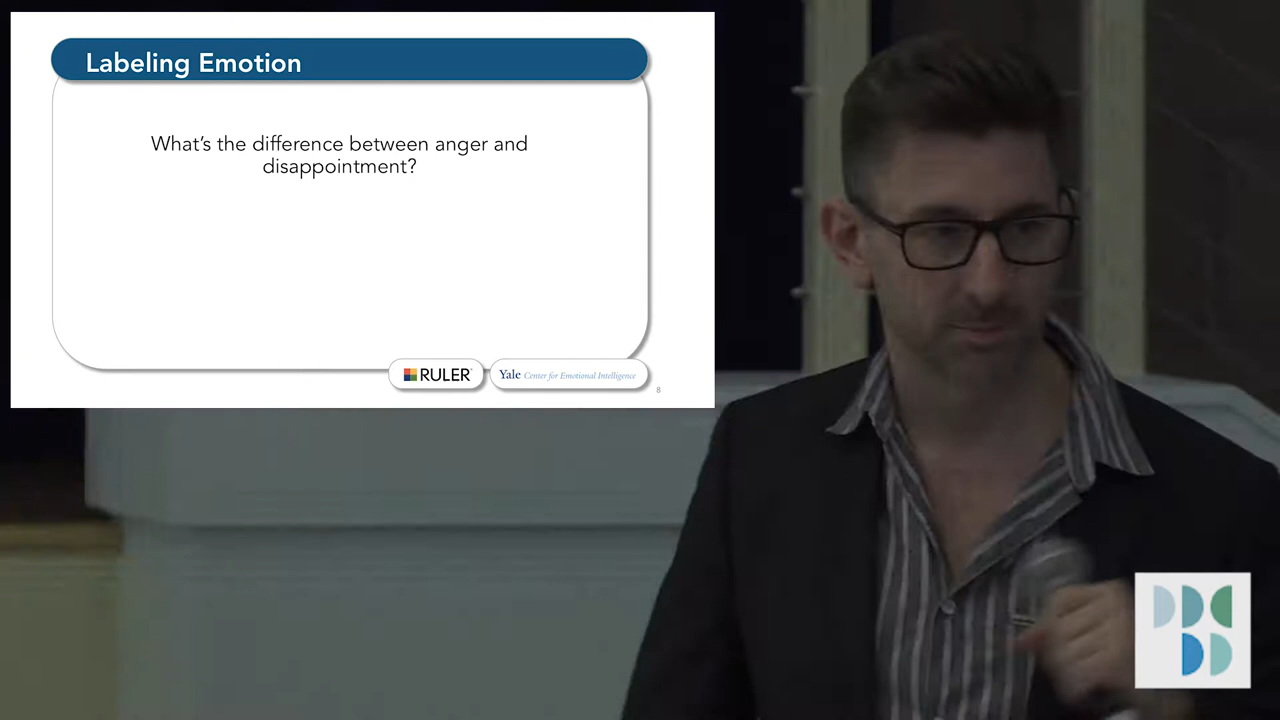 Labeling Emotion
What's the difference between anger and
disappointment?
RULER
Yale Center for Emotional Intelligence
8